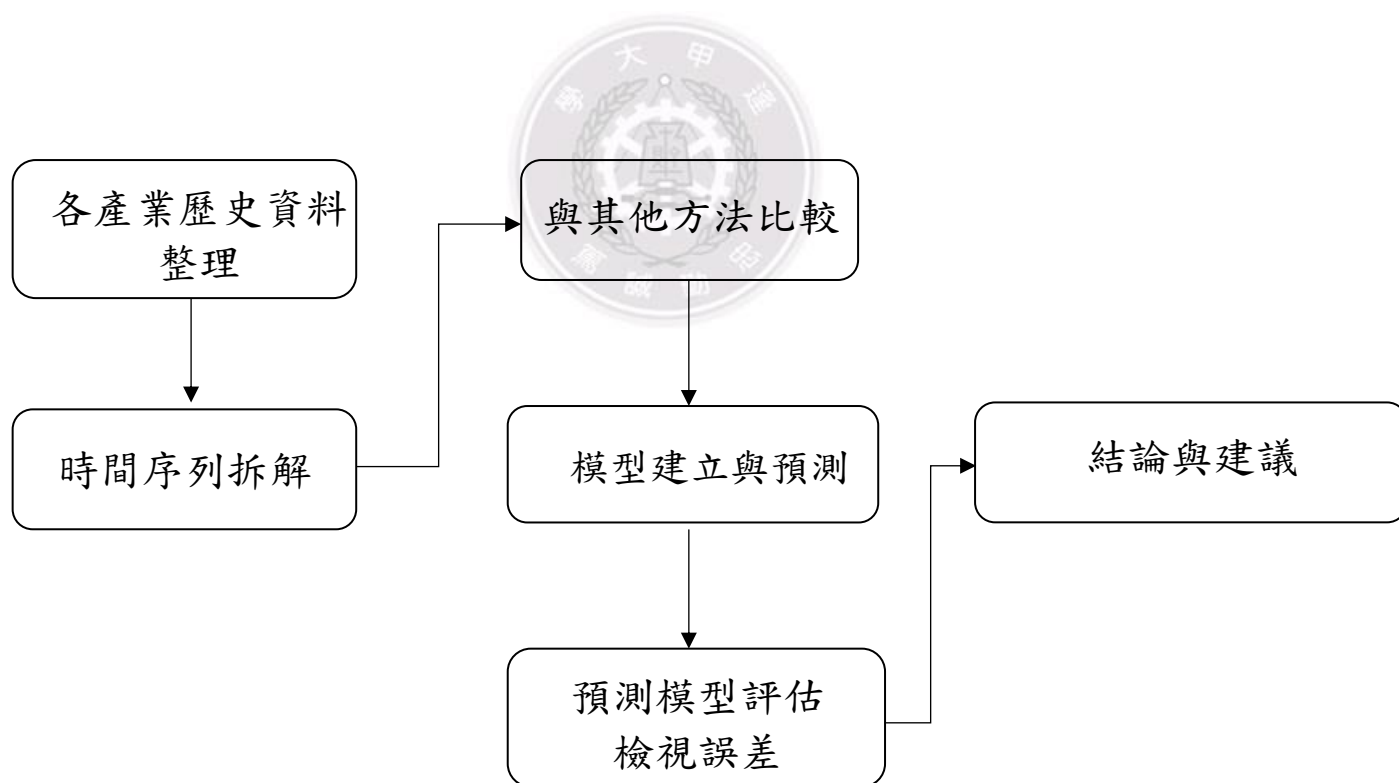 各產業歷史資料
整理
時間序列拆解
與其他方法比較
模型建立與預測
預測模型評估
檢視誤差
結論與建議